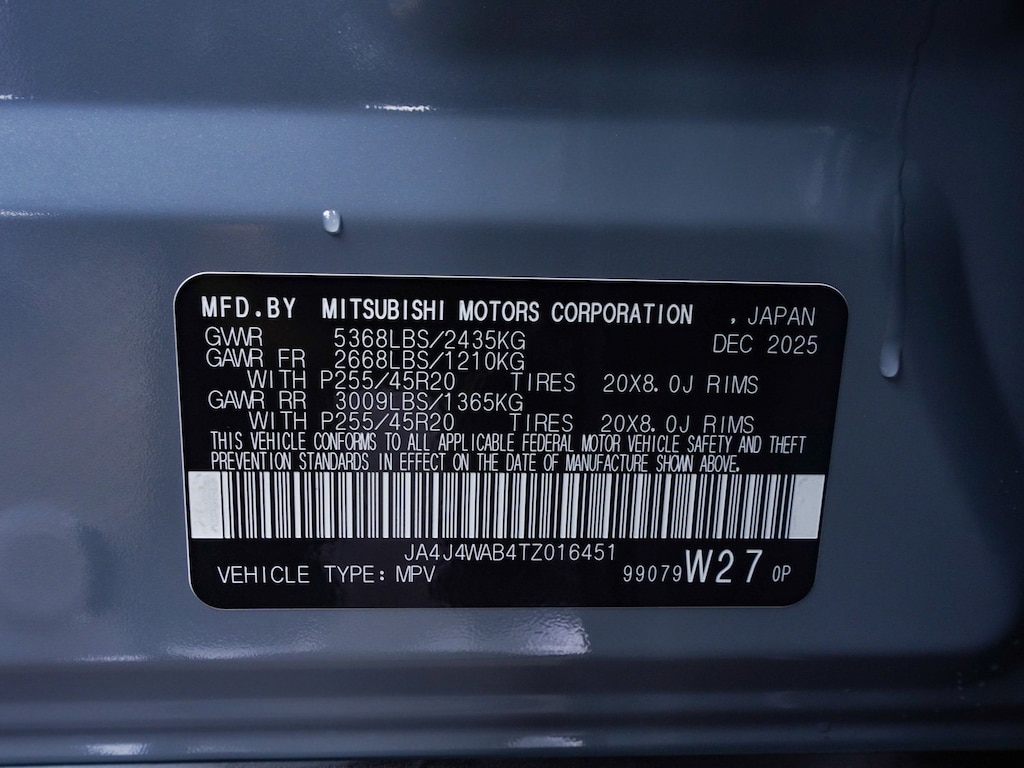 MFD.BY MITSUBISHI MOTORS CORPORATION , JAPAN
GVWR 5368LBS/2435KG DEC 2025
GAWR FR 2668LBS/1210KG
WITH P255/45R20 TIRES 20X8.0J RIMS
GAWR RR 3009LBS/1365KG
WITH P255/45R20 TIRES 20X8.0J RIMS
THIS VEHICLE CONFORMS TO ALL APPLICABLE FEDERAL MOTOR VEHICLE SAFETY AND THEFT
PREVENTION STANDARDS IN EFFECT ON THE DATE OF MANUFACTURE SHOWN ABOVE.
JA4J4WAB4TZ016451
VEHICLE TYPE: MPV 99079 W27 0P